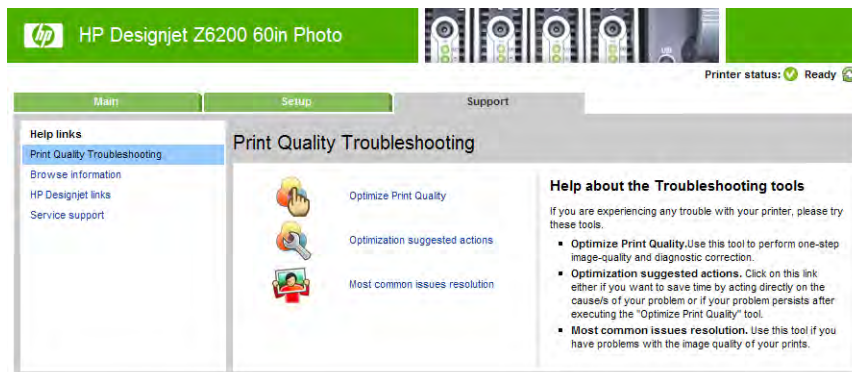 hp HP Designjet Z6200 60in Photo
Printer status: Ready
Main Setup Support
Help links
Print Quality Troubleshooting
Browse information
HP Designjet links
Service support
Print Quality Troubleshooting
Optimize Print Quality
Optimization suggested actions
Most common issues resolution
Help about the Troubleshooting tools
If you are experiencing any trouble with your printer, please try
these tools.
▪ Optimize Print Quality.Use this tool to perform one-step
image-quality and diagnostic correction.
▪ Optimization suggested actions. Click on this link
either if you want to save time by acting directly on the
cause/s of your problem or if your problem persists after
executing the "Optimize Print Quality" tool.
▪ Most common issues resolution. Use this tool if you
have problems with the image quality of your prints.